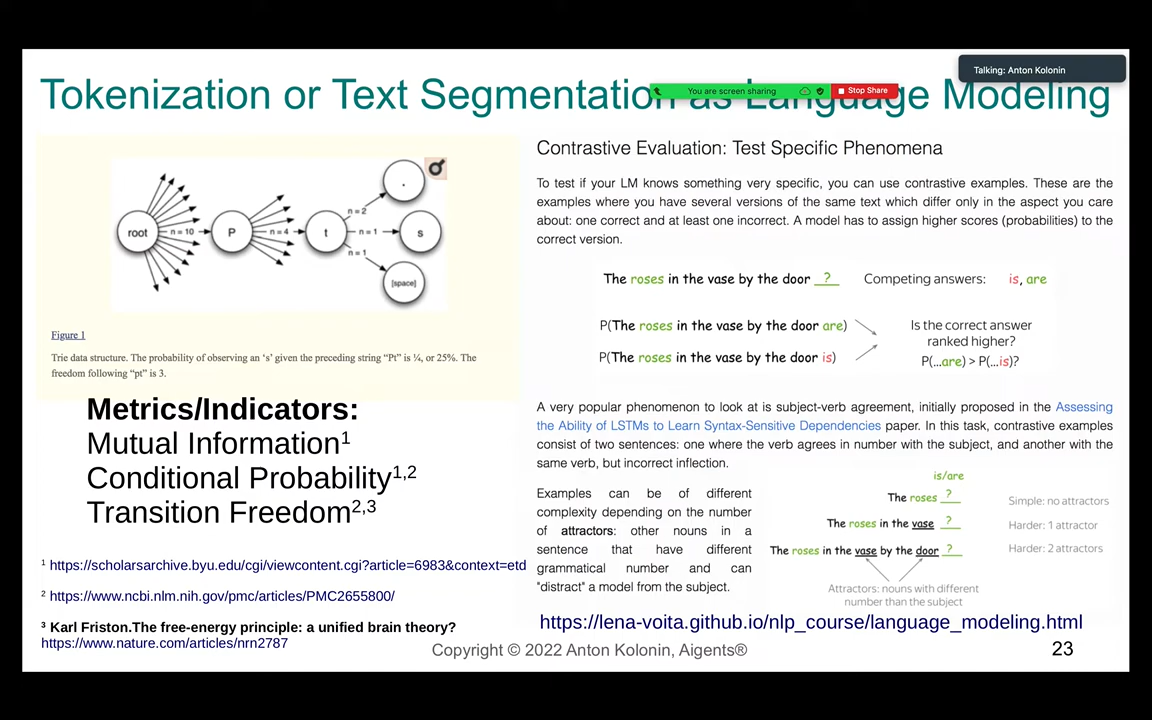 Talking: Anton Kolonin
You are screen sharing
Stop Share
Tokenization or Text Segmentation as Language Modeling
root
n = 10
P
n = 4
t
n = 2
.
n = 1
s
n = 1
[space]
Figure 1
Trie data structure. The probability of observing an ‘s’ given the preceding string “Pt” is ¼, or 25%. The
freedom following “pt” is 3.
Metrics/Indicators:
Mutual Information¹
Conditional Probability¹,²
Transition Freedom²,³
¹ https://scholarsarchive.byu.edu/cgi/viewcontent.cgi?article=6983&context=etd
² https://www.ncbi.nlm.nih.gov/pmc/articles/PMC2655800/
³ Karl Friston.The free-energy principle: a unified brain theory?
https://www.nature.com/articles/nrn2787
Contrastive Evaluation: Test Specific Phenomena
To test if your LM knows something very specific, you can use contrastive examples. These are the
examples where you have several versions of the same text which differ only in the aspect you care
about: one correct and at least one incorrect. A model has to assign higher scores (probabilities) to the
correct version.
The roses in the vase by the door ? Competing answers: is, are
P(The roses in the vase by the door are)
P(The roses in the vase by the door is)
Is the correct answer
ranked higher?
P(...are) > P(...is)?
A very popular phenomenon to look at is subject-verb agreement, initially proposed in the Assessing
the Ability of LSTMs to Learn Syntax-Sensitive Dependencies paper. In this task, contrastive examples
consist of two sentences: one where the verb agrees in number with the subject, and another with the
same verb, but incorrect inflection.
Examples can be of different
complexity depending on the number
of attractors: other nouns in a
sentence that have different
grammatical number and can
"distract" a model from the subject.
is/are
The roses ? Simple: no attractors
The roses in the vase ? Harder: 1 attractor
The roses in the vase by the door ? Harder: 2 attractors
Attractors: nouns with different
number than the subject
https://lena-voita.github.io/nlp_course/language_modeling.html
Copyright © 2022 Anton Kolonin, Aigents®
23